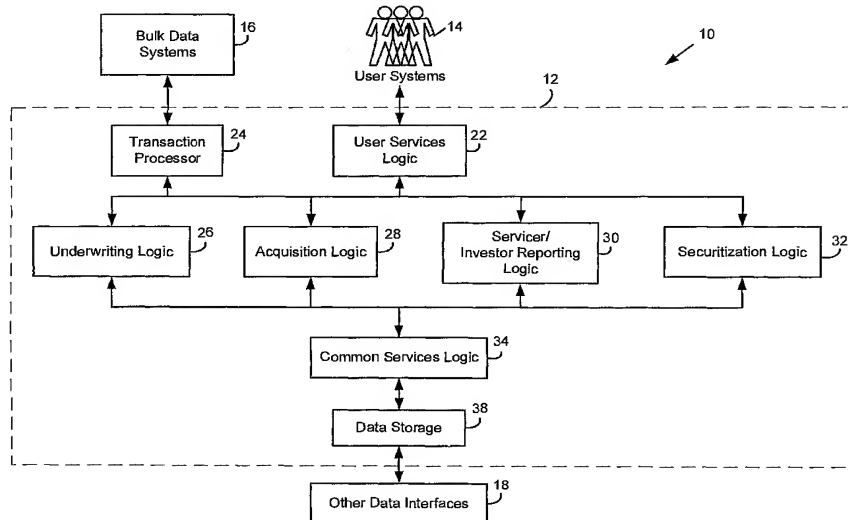 Bulk Data
Systems
16
14
User Systems
10
12
Transaction
Processor
24
User Services
Logic
22
Underwriting Logic
26
Acquisition Logic
28
Servicer/
Investor Reporting
Logic
30
Securitization Logic
32
Common Services Logic
34
Data Storage
38
Other Data Interfaces
18